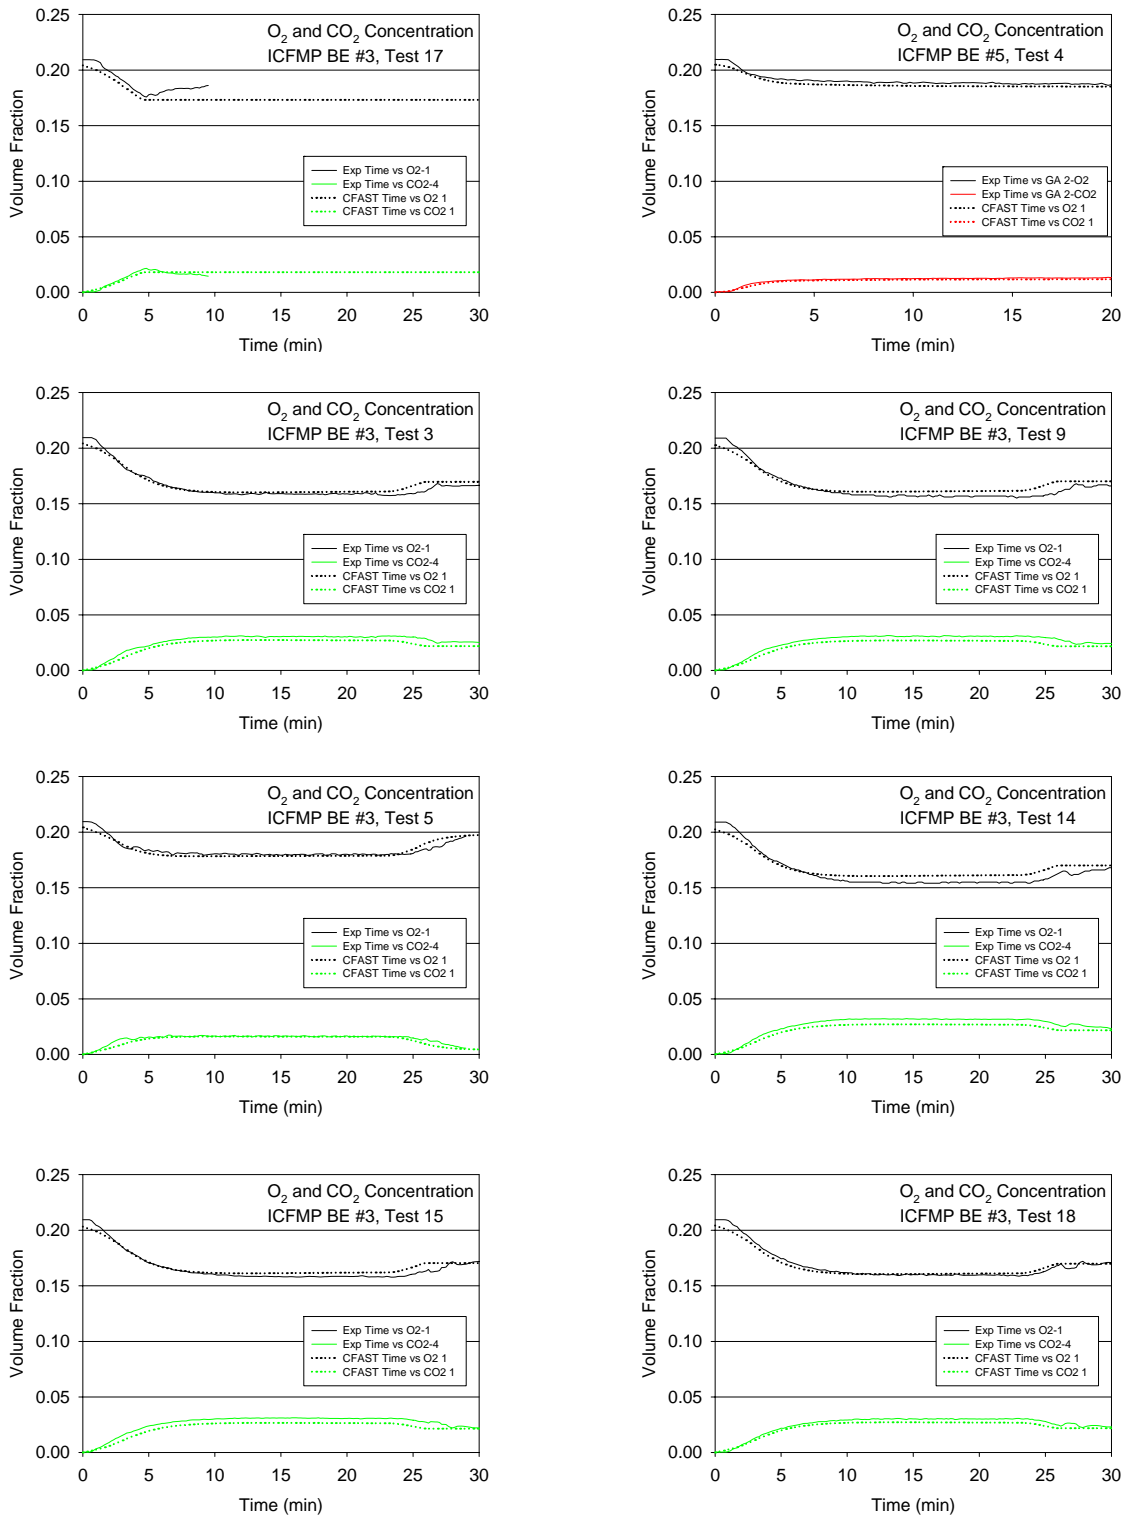 O2 and CO2 Concentration
ICFMP BE #3, Test 17
Volume Fraction
0.25
0.20
0.15
0.10
0.05
0.00
Exp Time vs O2-1
Exp Time vs CO2-4
CFAST Time vs O2 1
CFAST Time vs CO2 1
0 5 10 15 20 25 30
Time (min)
O2 and CO2 Concentration
ICFMP BE #5, Test 4
Volume Fraction
0.25
0.20
0.15
0.10
0.05
0.00
Exp Time vs GA 2-O2
Exp Time vs GA 2-CO2
CFAST Time vs O2 1
CFAST Time vs CO2 1
0 5 10 15 20
Time (min)
O2 and CO2 Concentration
ICFMP BE #3, Test 3
Volume Fraction
0.25
0.20
0.15
0.10
0.05
0.00
Exp Time vs O2-1
Exp Time vs CO2-4
CFAST Time vs O2 1
CFAST Time vs CO2 1
0 5 10 15 20 25 30
Time (min)
O2 and CO2 Concentration
ICFMP BE #3, Test 9
Volume Fraction
0.25
0.20
0.15
0.10
0.05
0.00
Exp Time vs O2-1
Exp Time vs CO2-4
CFAST Time vs O2 1
CFAST Time vs CO2 1
0 5 10 15 20 25 30
Time (min)
O2 and CO2 Concentration
ICFMP BE #3, Test 5
Volume Fraction
0.25
0.20
0.15
0.10
0.05
0.00
Exp Time vs O2-1
Exp Time vs CO2-4
CFAST Time vs O2 1
CFAST Time vs CO2 1
0 5 10 15 20 25 30
Time (min)
O2 and CO2 Concentration
ICFMP BE #3, Test 14
Volume Fraction
0.25
0.20
0.15
0.10
0.05
0.00
Exp Time vs O2-1
Exp Time vs CO2-4
CFAST Time vs O2 1
CFAST Time vs CO2 1
0 5 10 15 20 25 30
Time (min)
O2 and CO2 Concentration
ICFMP BE #3, Test 15
Volume Fraction
0.25
0.20
0.15
0.10
0.05
0.00
Exp Time vs O2-1
Exp Time vs CO2-4
CFAST Time vs O2 1
CFAST Time vs CO2 1
0 5 10 15 20 25 30
Time (min)
O2 and CO2 Concentration
ICFMP BE #3, Test 18
Volume Fraction
0.25
0.20
0.15
0.10
0.05
0.00
Exp Time vs O2-1
Exp Time vs CO2-4
CFAST Time vs O2 1
CFAST Time vs CO2 1
0 5 10 15 20 25 30
Time (min)